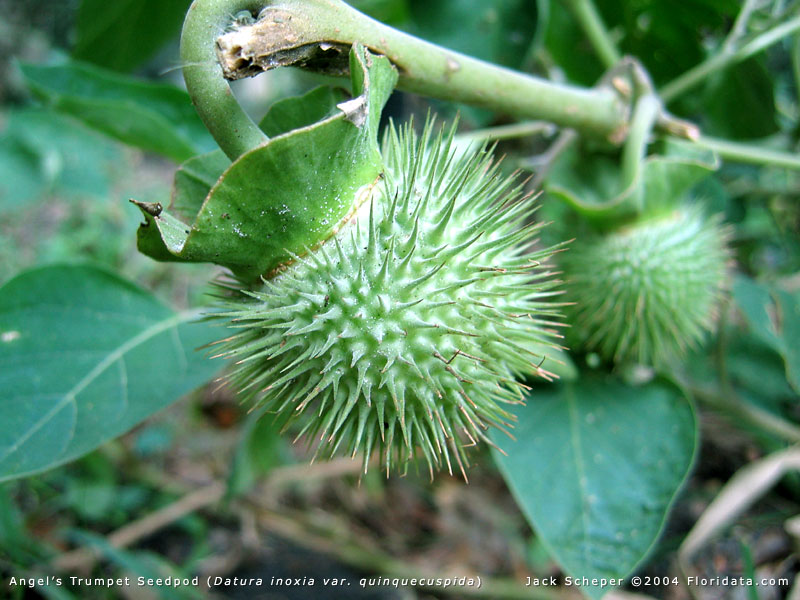 Angel's Trumpet Seedpod (Datura inoxia var. quinquecuspida) Jack Scheper ©2004 Floridata.com